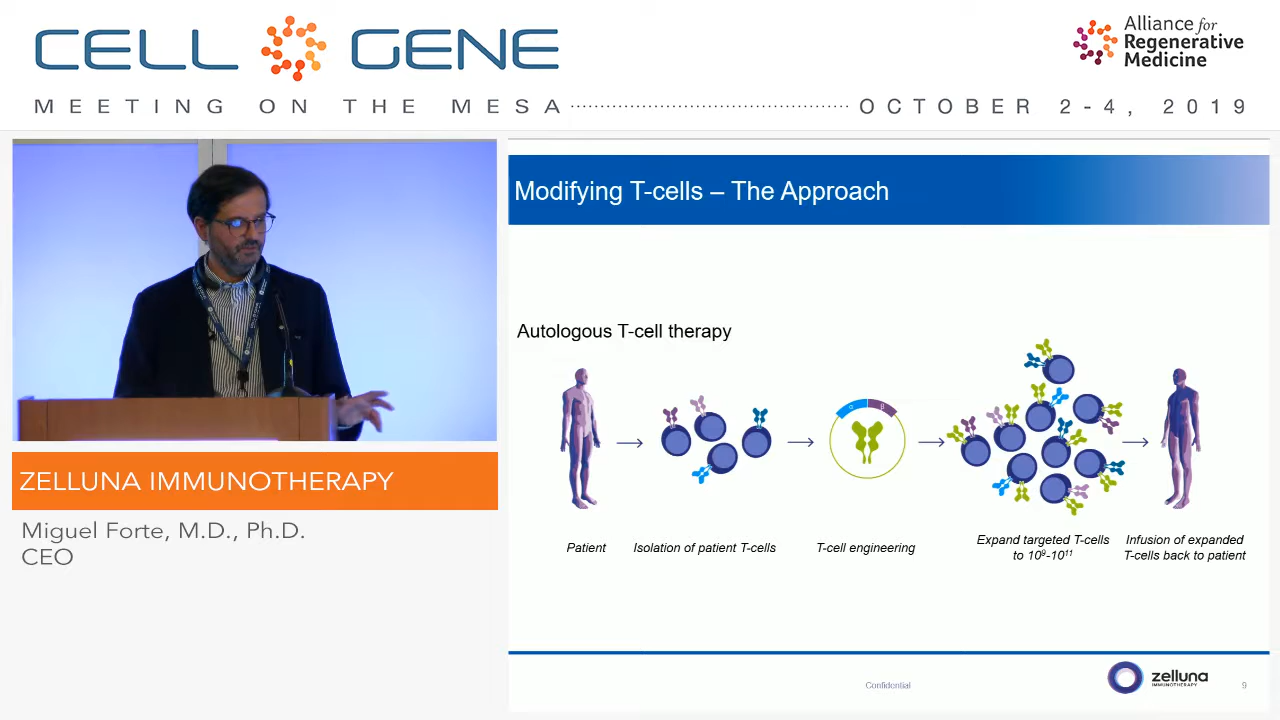 CELL GENE
Alliance for
Regenerative
Medicine
MEETING ON THE MESA
OCTOBER 2-4, 2019
Modifying T-cells – The Approach
Autologous T-cell therapy
Patient
Isolation of patient T-cells
T-cell engineering
Expand targeted T-cells
to 10⁹-10¹¹
Infusion of expanded
T-cells back to patient
ZELLUNA IMMUNOTHERAPY
Miguel Forte, M.D., Ph.D.
CEO
Confidential
zelluna
IMMUNOTHERAPY
9